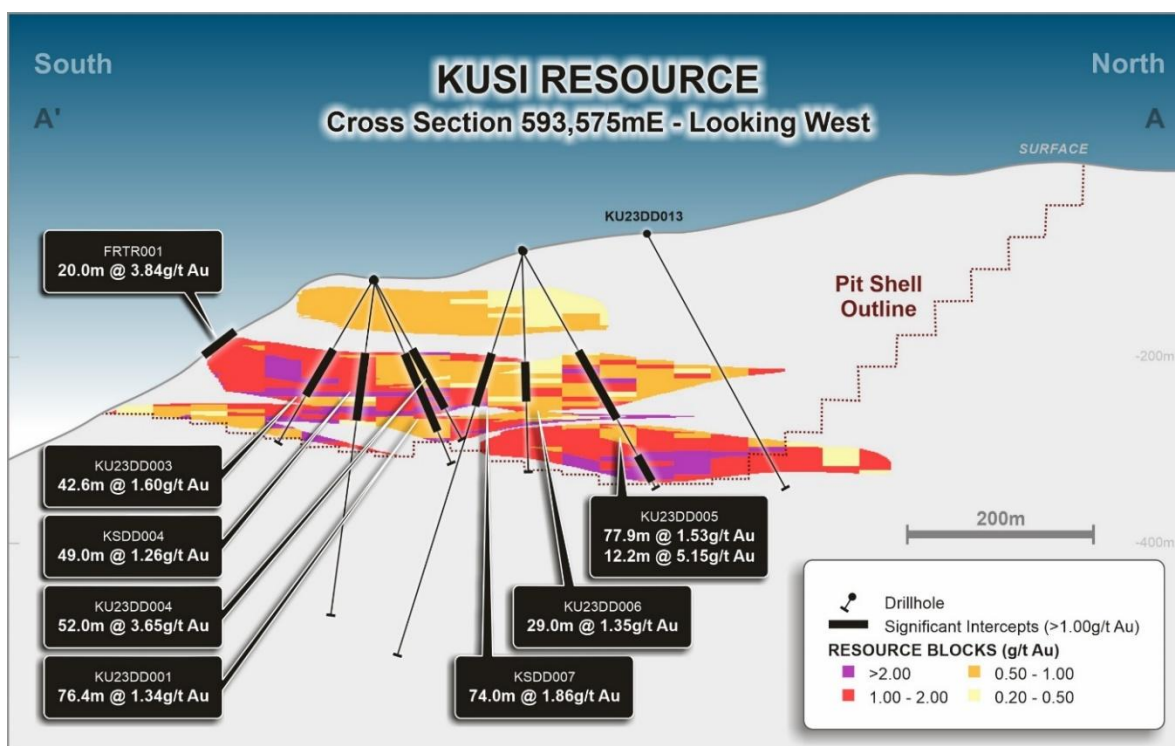 South
North
KUSI RESOURCE
Cross Section 593,575mE - Looking West
A'
A
SURFACE
KU23DD013
FRTR001
20.0m @ 3.84g/t Au
Pit Shell
Outline
-200m
KU23DD003
42.6m @ 1.60g/t Au
KSDD004
49.0m @ 1.26g/t Au
KU23DD004
52.0m @ 3.65g/t Au
KU23DD001
76.4m @ 1.34g/t Au
KU23DD005
77.9m @ 1.53g/t Au
12.2m @ 5.15g/t Au
KU23DD006
29.0m @ 1.35g/t Au
KSDD007
74.0m @ 1.86g/t Au
200m
-400m
Drillhole
Significant Intercepts (>1.00g/t Au)
RESOURCE BLOCKS (g/t Au)
>2.00
0.50 - 1.00
1.00 - 2.00
0.20 - 0.50